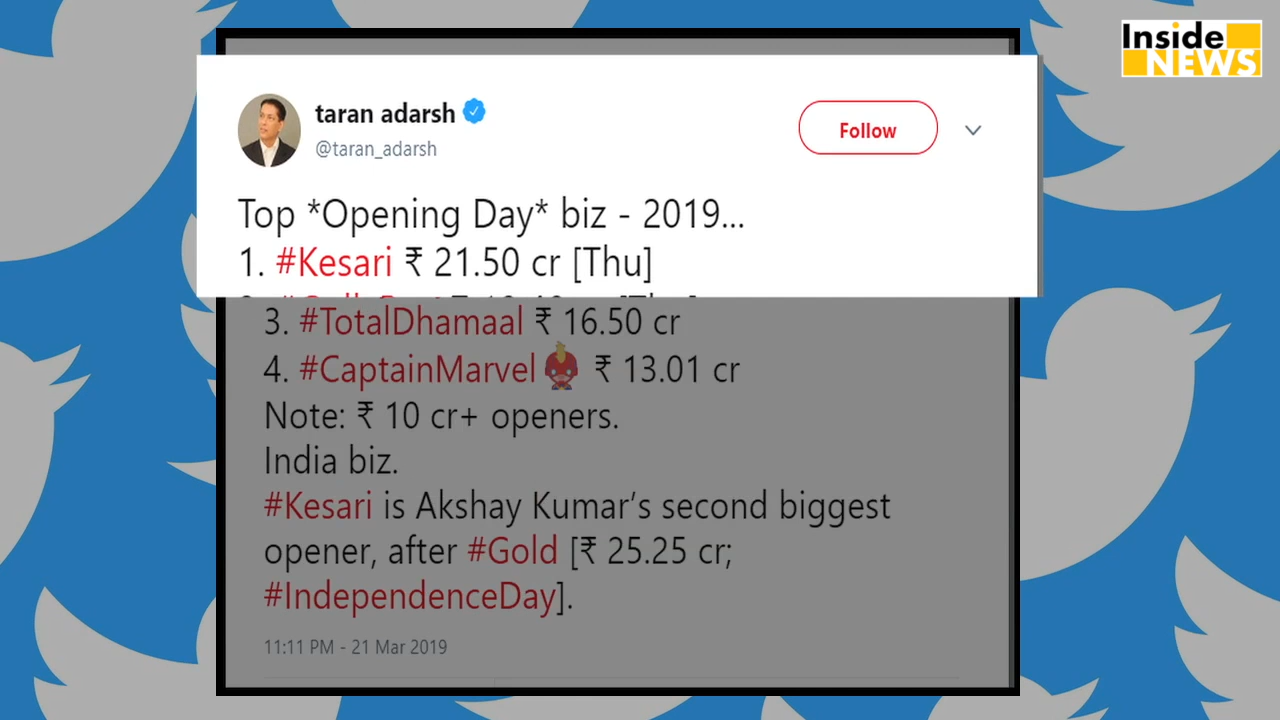 Inside
NEWS
taran adarsh
@taran_adarsh
Follow
Top *Opening Day* biz - 2019...
1. #Kesari ₹ 21.50 cr [Thu]
3. #TotalDhamaal ₹ 16.50 cr
4. #CaptainMarvel ₹ 13.01 cr
Note: ₹ 10 cr+ openers.
India biz.
#Kesari is Akshay Kumar’s second biggest
opener, after #Gold [₹ 25.25 cr;
#IndependenceDay].
11:11 PM - 21 Mar 2019